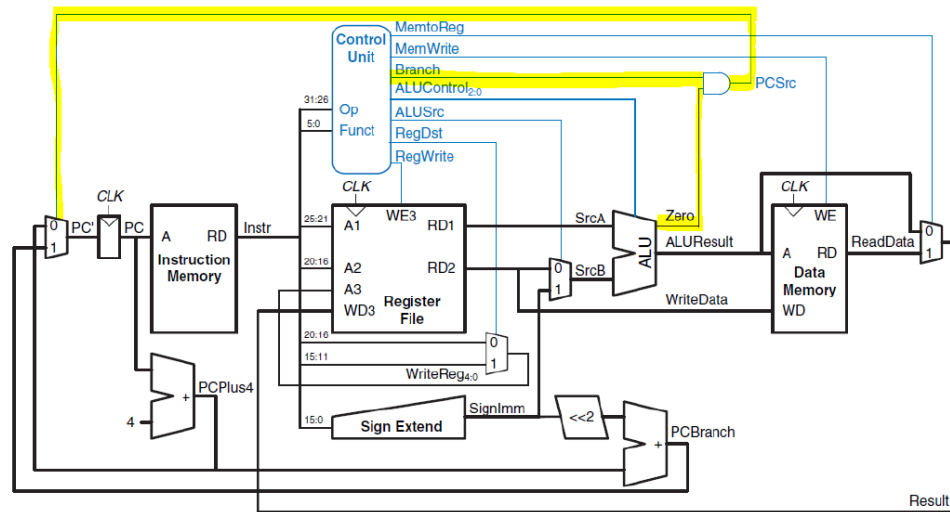 MemtoReg
Control
Unit
MemWrite
Branch
PCSrc
ALUControl2:0
31:26
Op
ALUSrc
5:0
Funct
RegDst
RegWrite
CLK
CLK
CLK
0
1
PC'
PC
A
RD
Instr
Instruction
Memory
25:21
A1
WE3
RD1
SrcA
Zero
WE
0
1
20:16
A2
RD2
0
1
SrcB
ALU
ALUResult
A
RD
ReadData
Data
Memory
A3
WD3
Register
File
WriteData
WD
20:16
0
15:11
1
WriteReg4:0
PCPlus4
+
4
SignImm
15:0
Sign Extend
<<2
+
PCBranch
Result